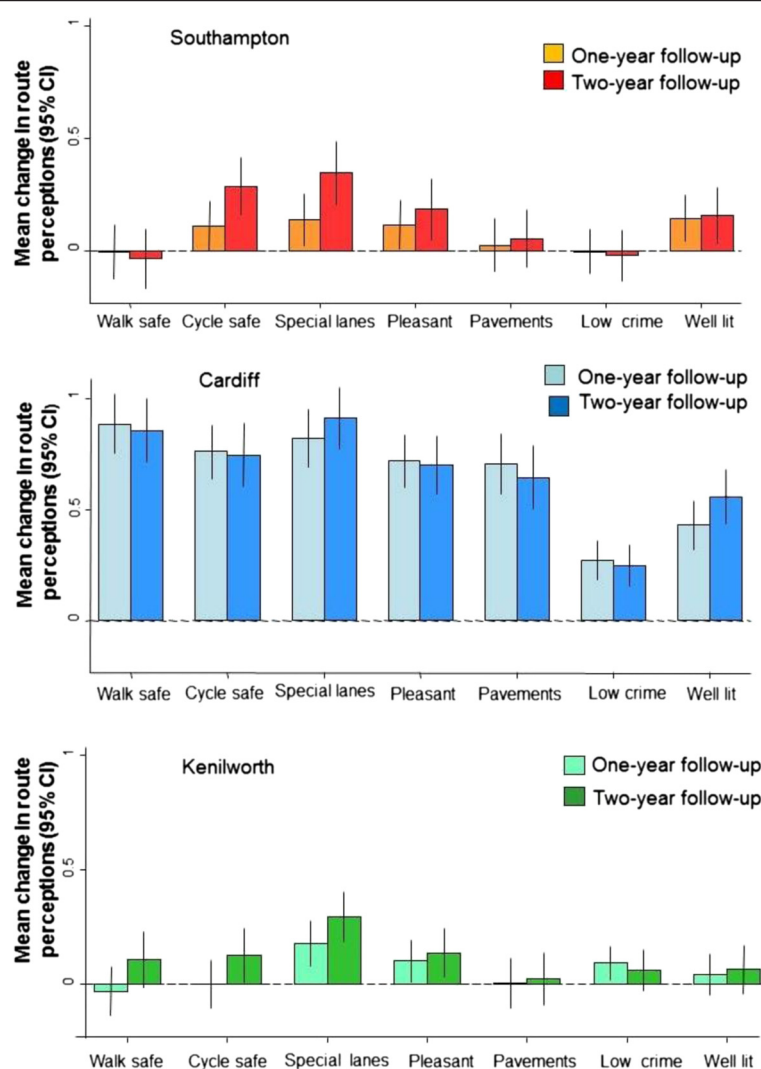 Southampton
One-year follow-up
Two-year follow-up
Mean change In route
perceptions (95% CI)
1
0.5
0
Walk safe Cycle safe Special lanes Pleasant Pavements Low crime Well lit
Cardiff
One-year follow-up
Two-year follow-up
Mean change In route
perceptions (95% CI)
1
0.5
0
Walk safe Cycle safe Special lanes Pleasant Pavements Low crime Well lit
Kenilworth
One-year follow-up
Two-year follow-up
Mean change In route
perceptions (95% CI)
1
0.5
0
Walk safe Cycle safe Special lanes Pleasant Pavements Low crime Well lit